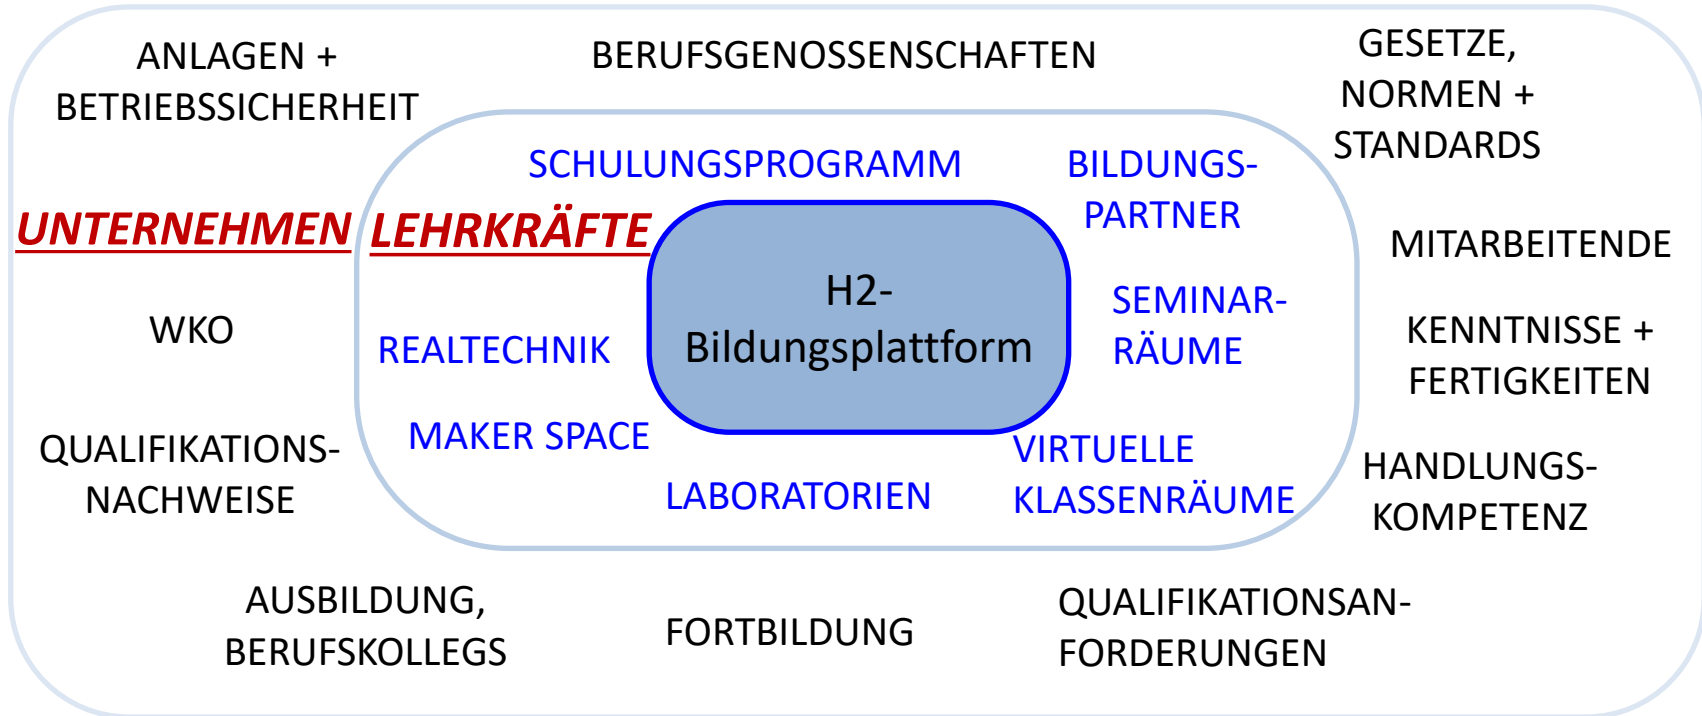 ANLAGEN +
BETRIEBSSICHERHEIT
BERUFSGENOSSENSCHAFTEN
GESETZE,
NORMEN +
STANDARDS
SCHULUNGSPROGRAMM
BILDUNGS-
PARTNER
UNTERNEHMEN
LEHRKRÄFTE
MITARBEITENDE
H2-
Bildungsplattform
SEMINAR-
RÄUME
WKO
REALTECHNIK
KENNTNISSE +
FERTIGKEITEN
MAKER SPACE
VIRTUELLE
KLASSENRÄUME
QUALIFIKATIONS-
NACHWEISE
LABORATORIEN
HANDLUNGS-
KOMPETENZ
AUSBILDUNG,
BERUFSKOLLEGS
FORTBILDUNG
QUALIFIKATIONSAN-
FORDERUNGEN